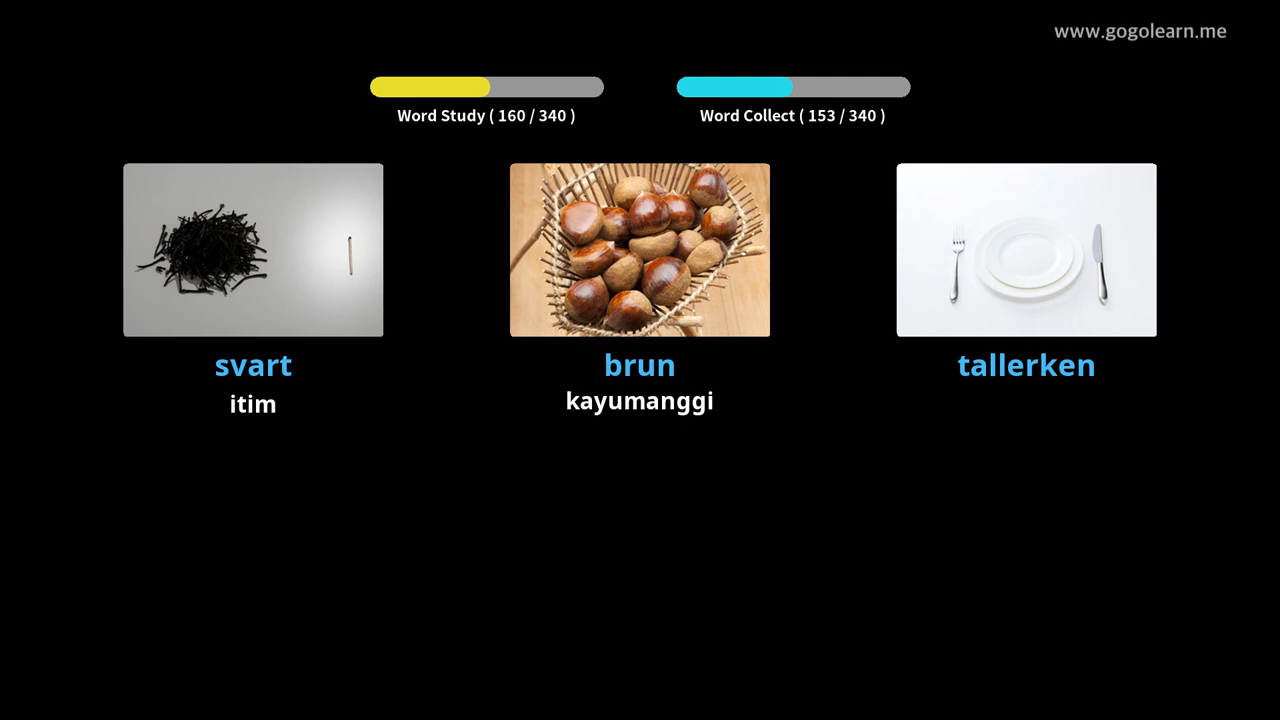 www.gogolearn.me
Word Study ( 160 / 340 )
Word Collect ( 153 / 340 )
svart
itim
brun
kayumanggi
tallerken